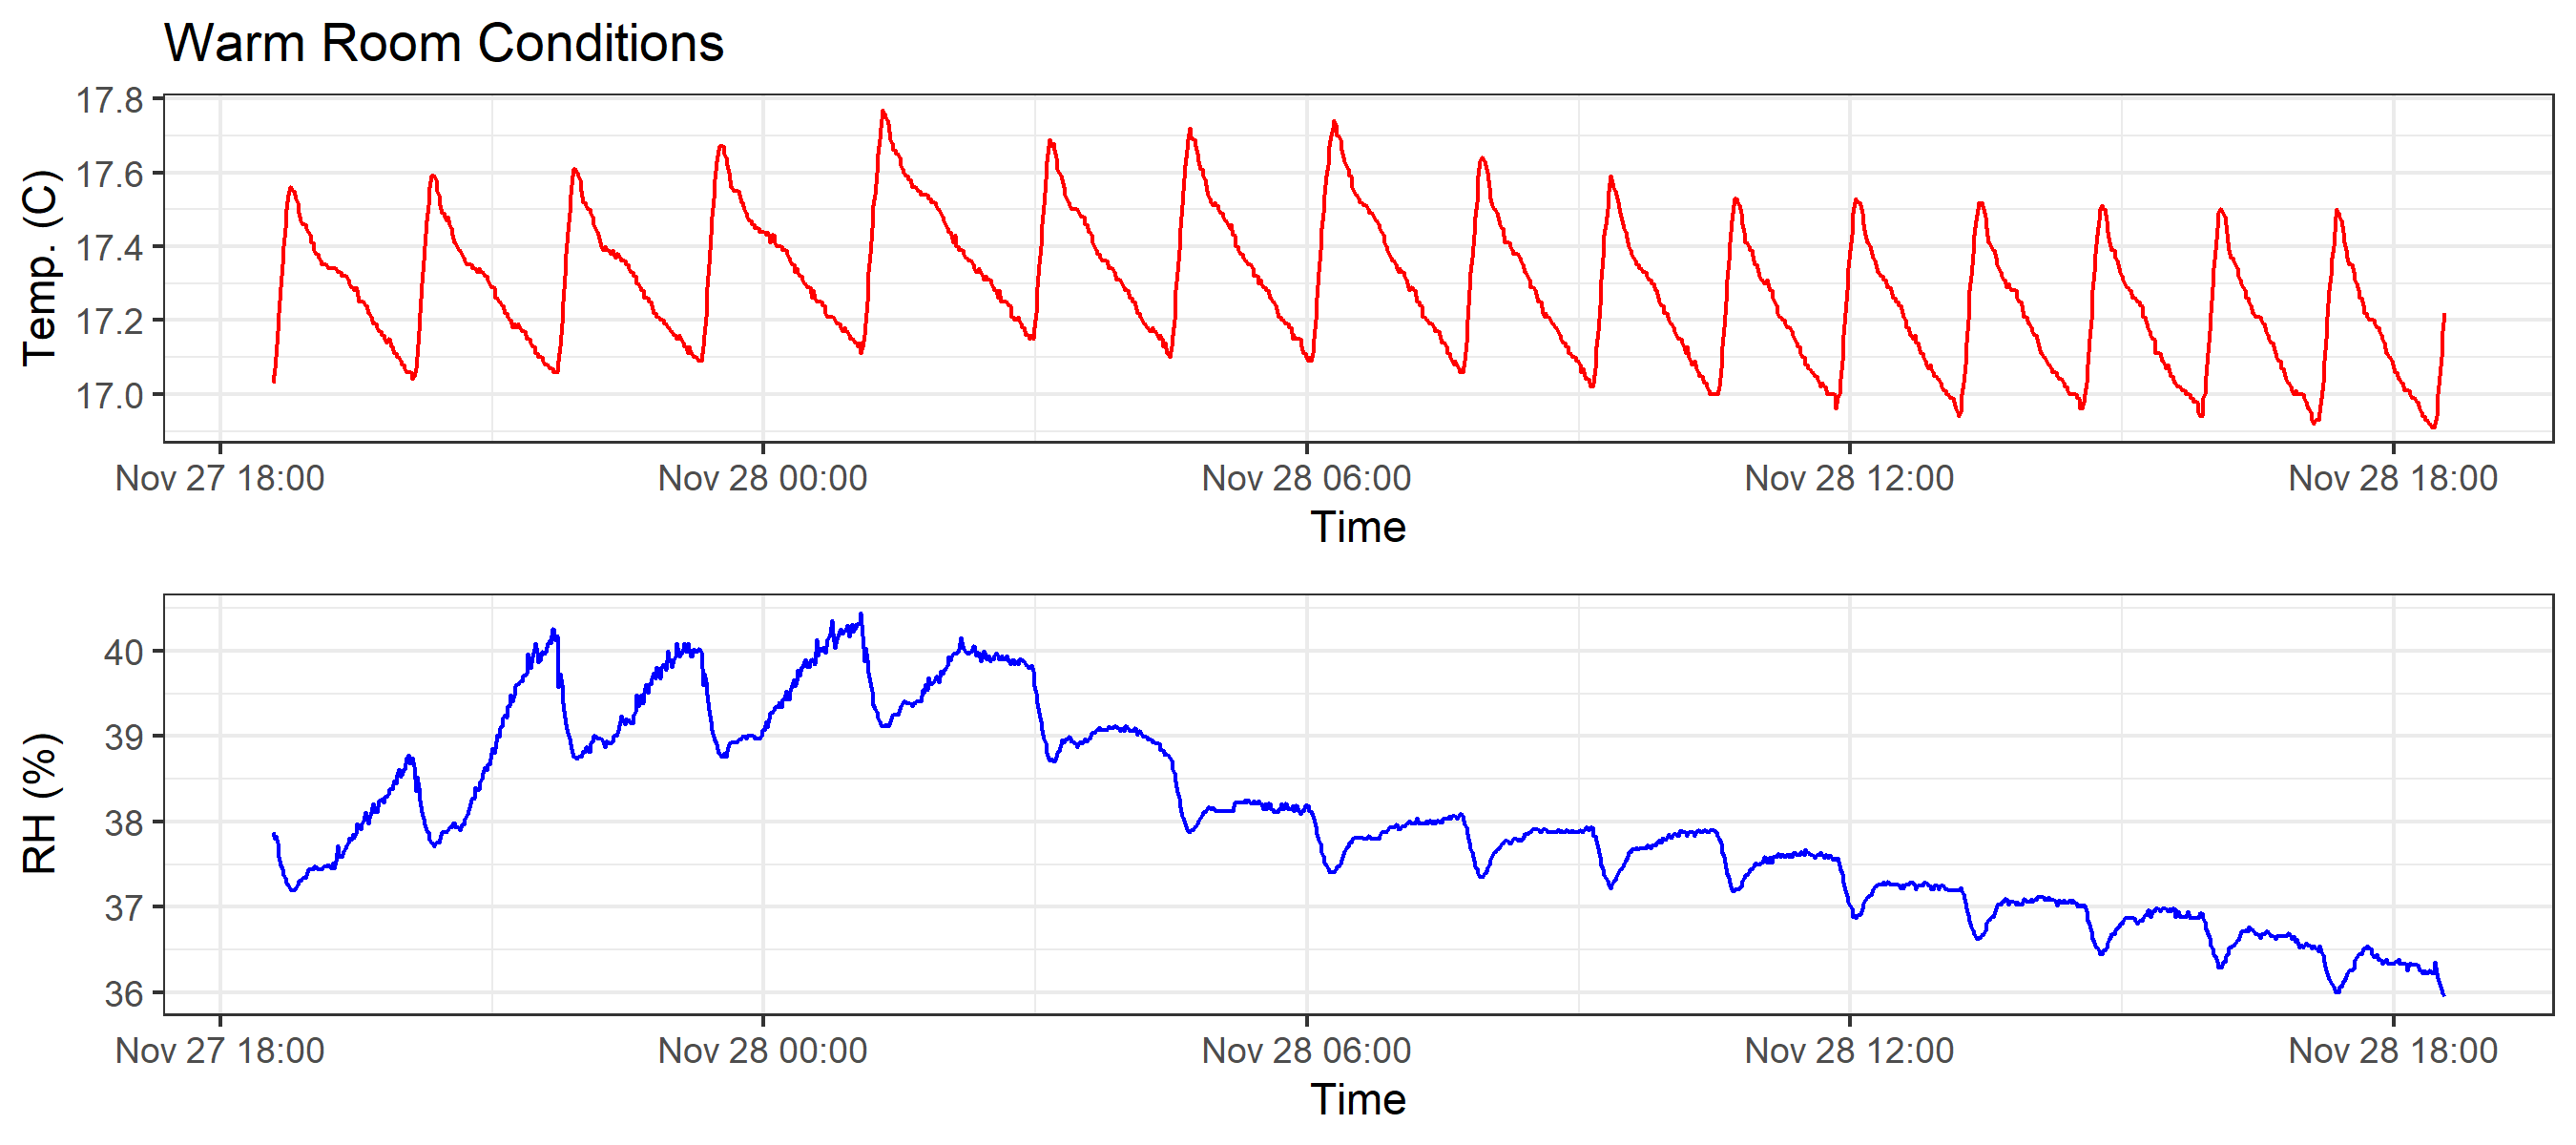 Warm Room Conditions
Temp. (C)
17.8
17.6
17.4
17.2
17.0
Nov 27 18:00 Nov 28 00:00 Nov 28 06:00 Nov 28 12:00 Nov 28 18:00
Time
RH (%)
40
39
38
37
36
Nov 27 18:00 Nov 28 00:00 Nov 28 06:00 Nov 28 12:00 Nov 28 18:00
Time